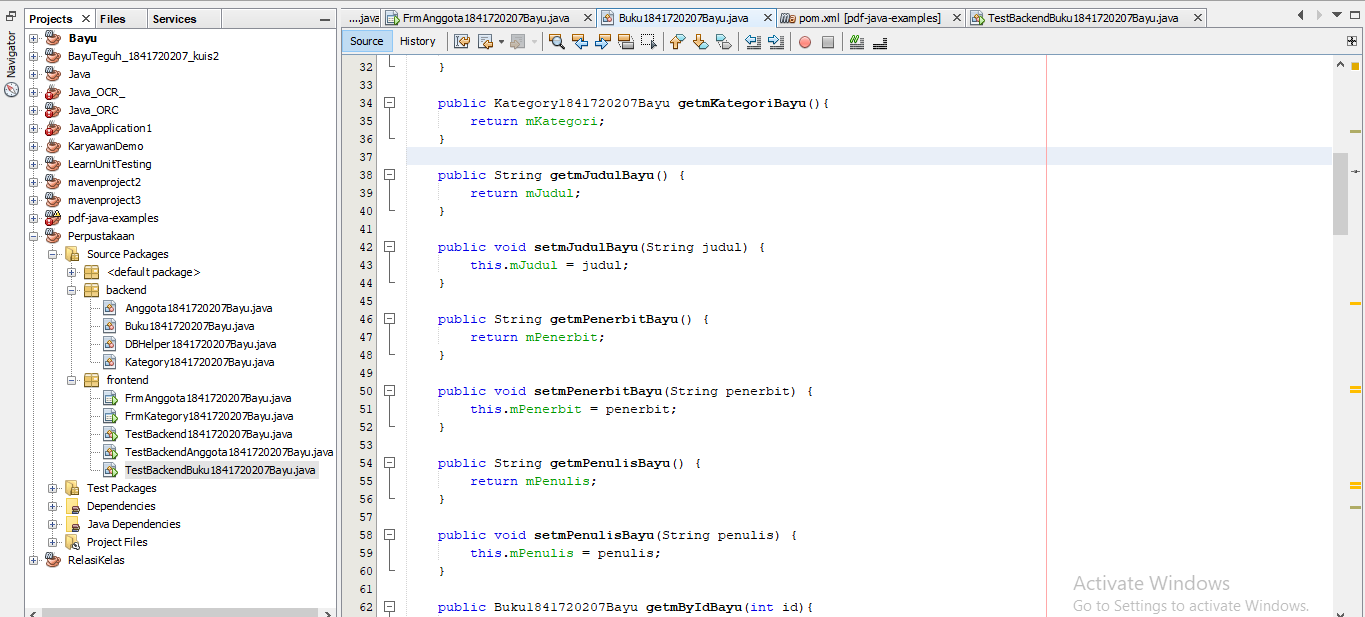 Projects × Files Services
Navigator
Bayu
BayuTeguh_1841720207_kuis2
Java
Java_OCR_
Java_ORC
JavaApplication1
KaryawanDemo
LearnUnitTesting
mavenproject2
mavenproject3
pdf-java-examples
Perpustakaan
Source Packages
<default package>
backend
Anggota1841720207Bayu.java
Buku1841720207Bayu.java
DBHelper1841720207Bayu.java
Kategory1841720207Bayu.java
frontend
FrmAnggota1841720207Bayu.java
FrmKategory1841720207Bayu.java
TestBackend1841720207Bayu.java
TestBackendAnggota1841720207Bayu.java
TestBackendBuku1841720207Bayu.java
Test Packages
Dependencies
Java Dependencies
Project Files
RelasiKelas
...java FrmAnggota1841720207Bayu.java × Buku1841720207Bayu.java × pom.xml [pdf-java-examples] × TestBackendBuku1841720207Bayu.java ×
Source History
32 }
33
34 public Kategory1841720207Bayu getmKategoriBayu(){
35 return mKategori;
36 }
37
38 public String getmJudulBayu() {
39 return mJudul;
40 }
41
42 public void setmJudulBayu(String judul) {
43 this.mJudul = judul;
44 }
45
46 public String getmPenerbitBayu() {
47 return mPenerbit;
48 }
49
50 public void setmPenerbitBayu(String penerbit) {
51 this.mPenerbit = penerbit;
52 }
53
54 public String getmPenulisBayu() {
55 return mPenulis;
56 }
57
58 public void setmPenulisBayu(String penulis) {
59 this.mPenulis = penulis;
60 }
61
62 public Buku1841720207Bayu getmByIdBayu(int id){
Activate Windows
Go to Settings to activate Windows.